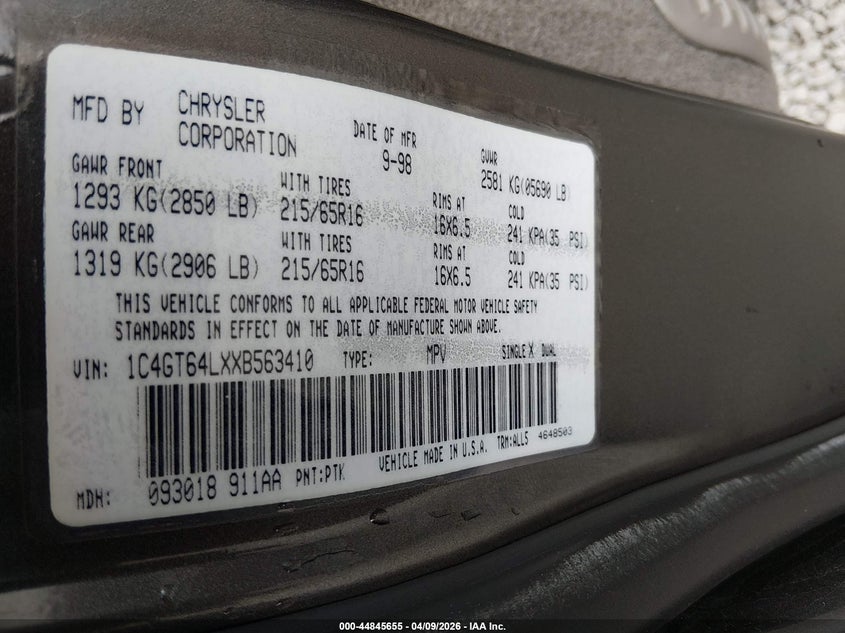 MFD BY CHRYSLER CORPORATION DATE OF MFR 9-98 GVWR 2581 KG(05690 LB)
GAWR FRONT WITH TIRES RIMS AT COLD
1293 KG(2850 LB) 215/65R16 16X6.5 241 KPA(35 PSI)
GAWR REAR WITH TIRES RIMS AT COLD
1319 KG(2906 LB) 215/65R16 16X6.5 241 KPA(35 PSI)
THIS VEHICLE CONFORMS TO ALL APPLICABLE FEDERAL MOTOR VEHICLE SAFETY
STANDARDS IN EFFECT ON THE DATE OF MANUFACTURE SHOWN ABOVE.
VIN: 1C4GT64LXXB563410 TYPE: MPV SINGLE X DUAL
MDH: 093018 911AA PNT:PTK VEHICLE MADE IN U.S.A. TRM:ALL5 4648503
000-44845655 - 04/09/2026 - IAA Inc.